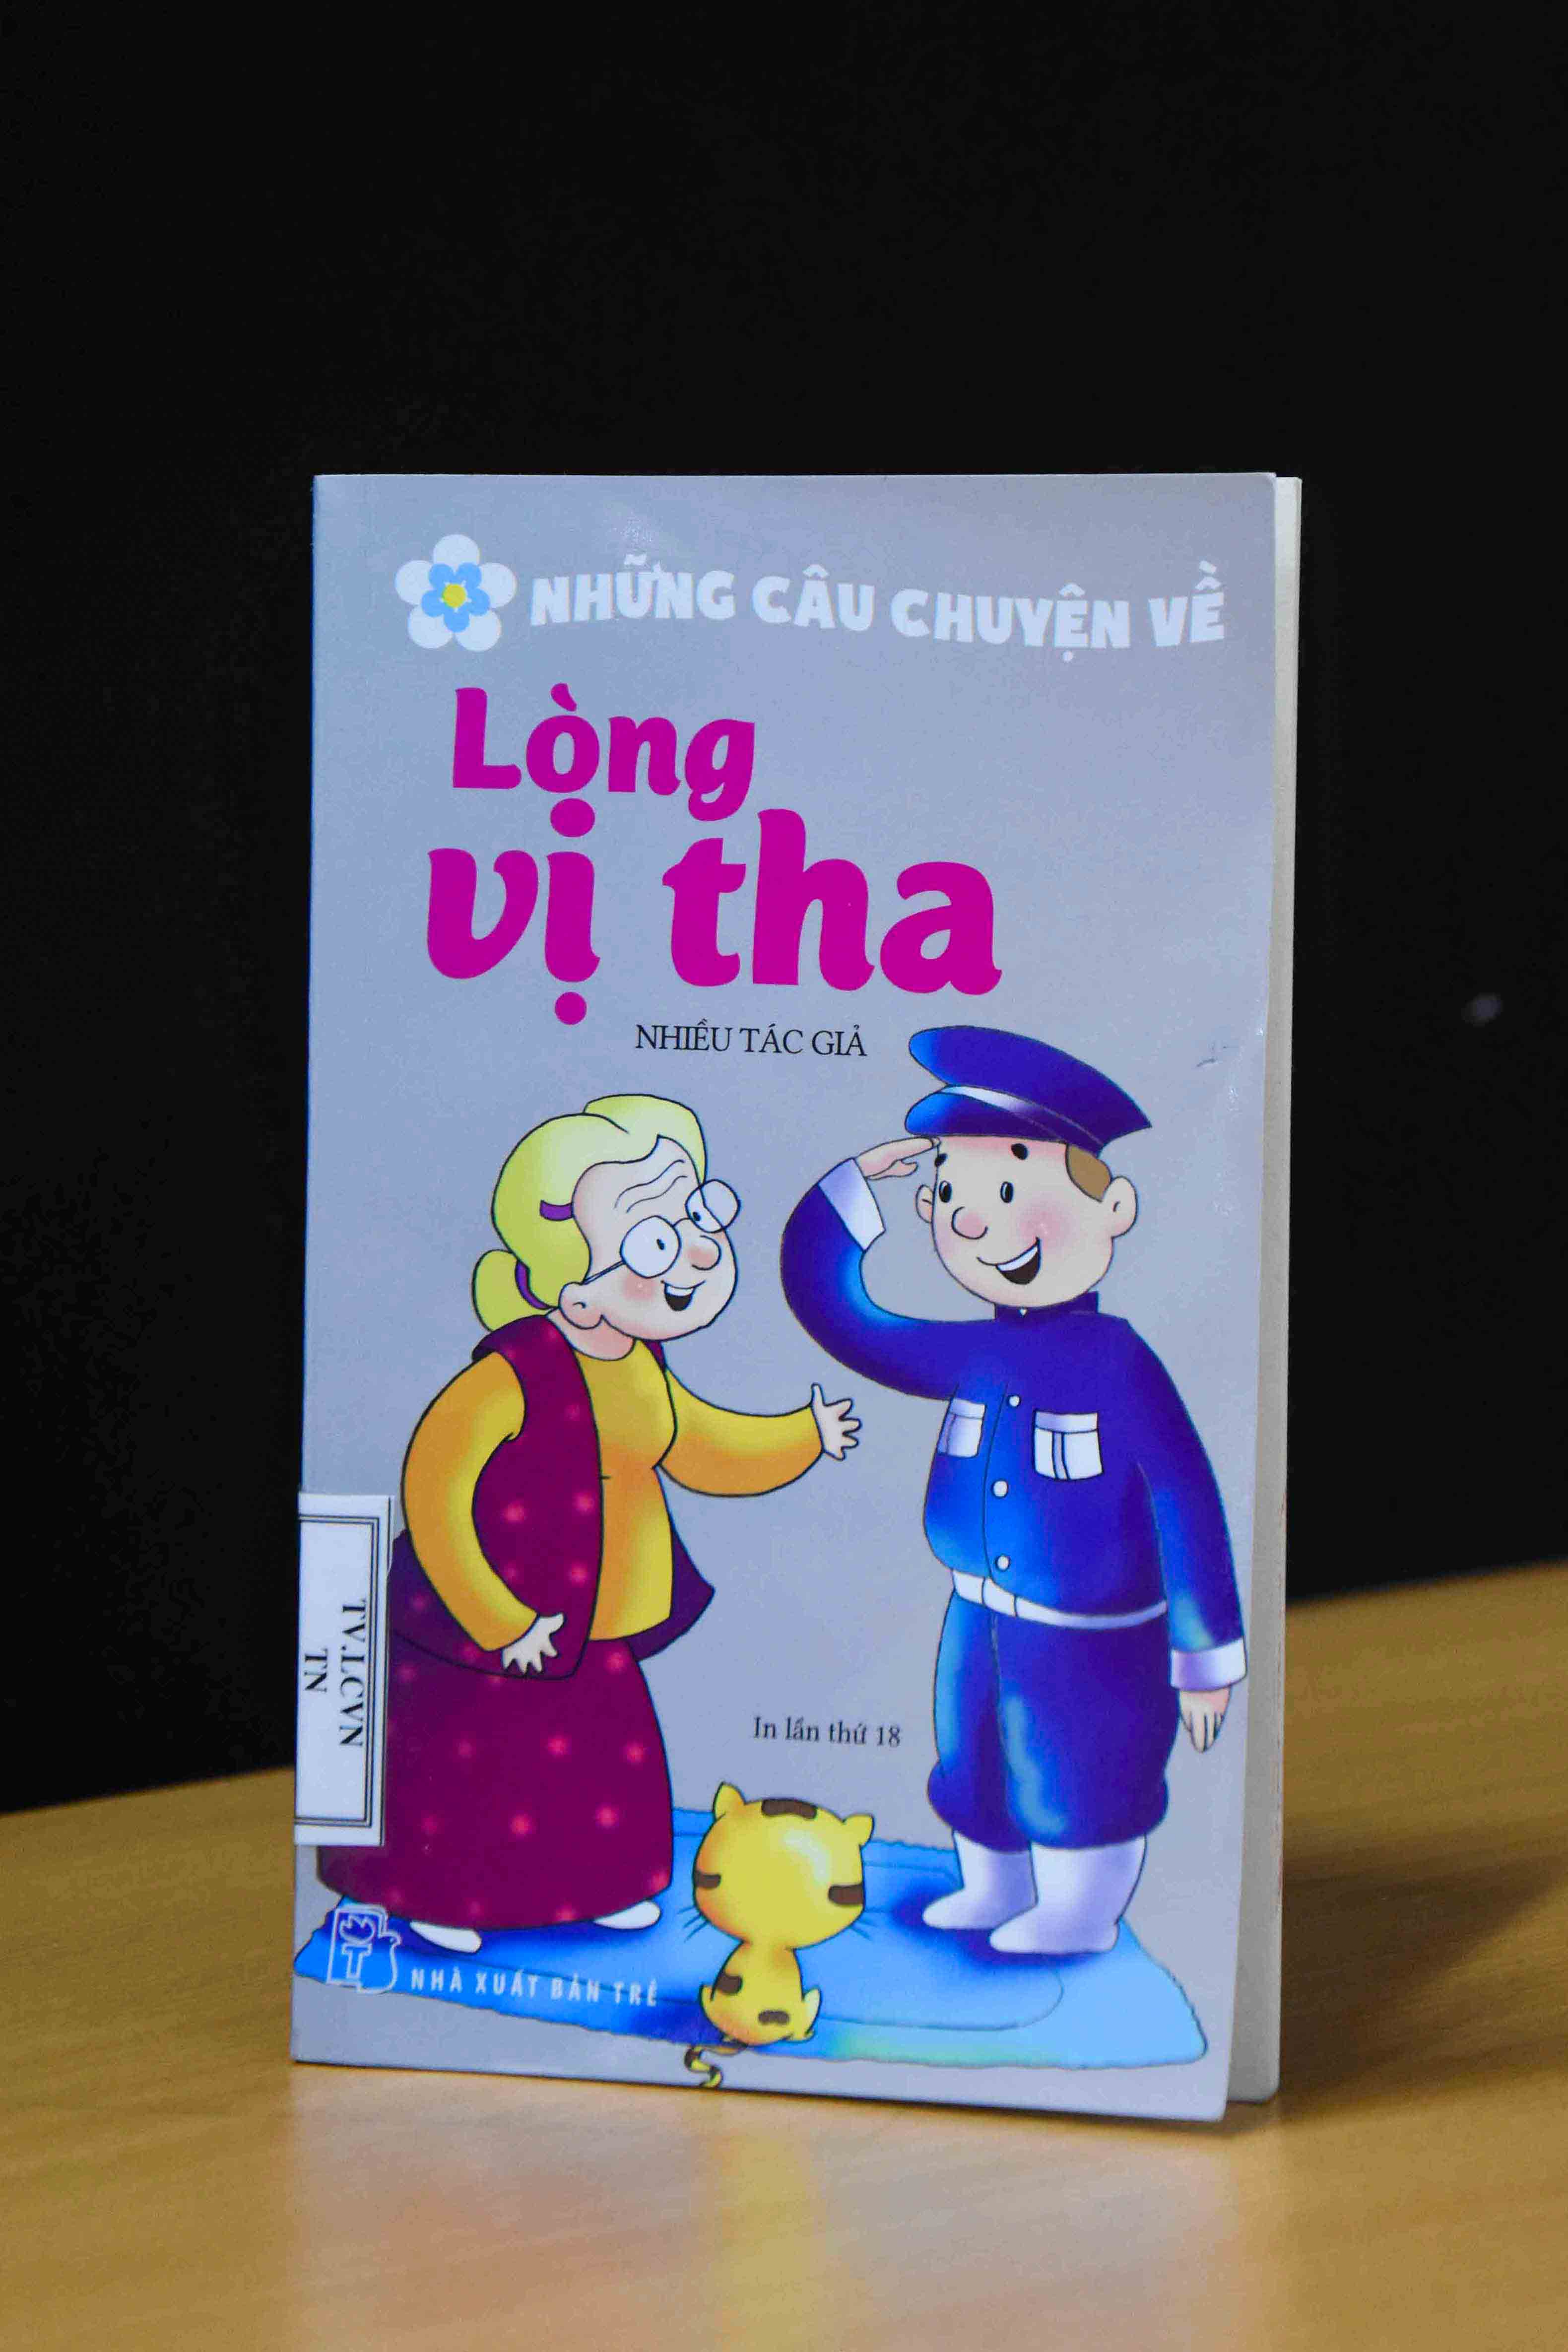 NHỮNG CÂU CHUYỆN VỀ
Lòng
vị tha
NHIỀU TÁC GIẢ
TV.LCVN
TN
In lần thứ 18
T
NHÀ XUẤT BẢN TRẺ